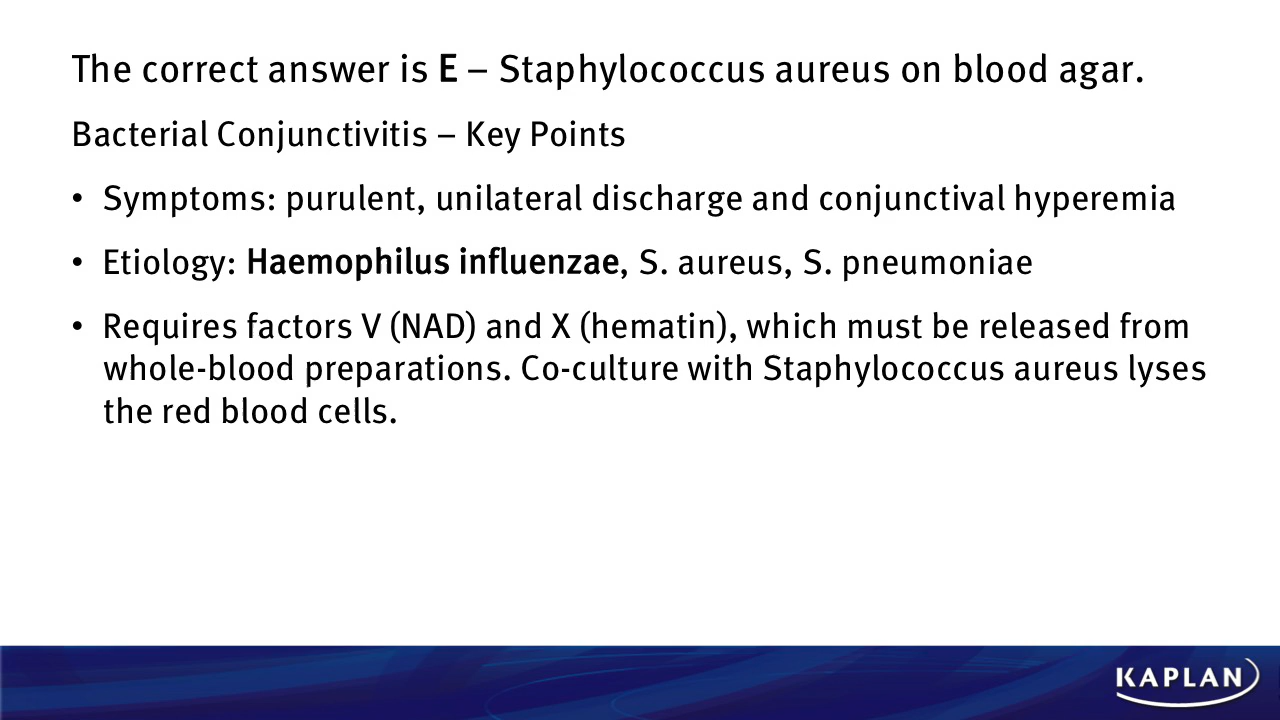 The correct answer is E – Staphylococcus aureus on blood agar.
Bacterial Conjunctivitis – Key Points
• Symptoms: purulent, unilateral discharge and conjunctival hyperemia
• Etiology: Haemophilus influenzae, S. aureus, S. pneumoniae
• Requires factors V (NAD) and X (hematin), which must be released from
whole-blood preparations. Co-culture with Staphylococcus aureus lyses
the red blood cells.
KAPLAN